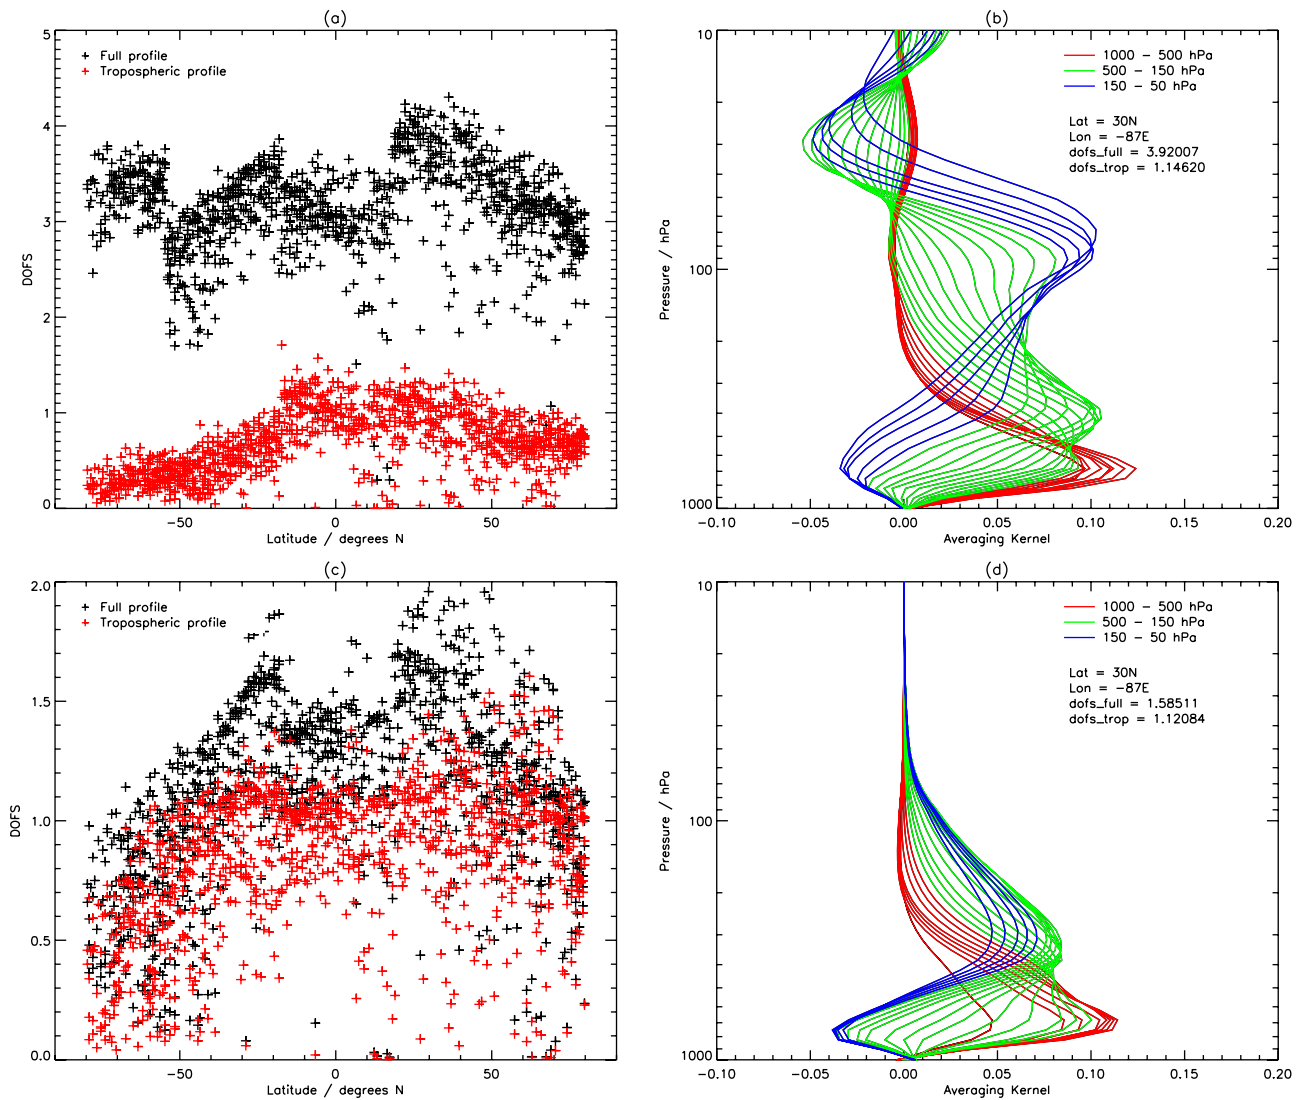 (a)
5
4
3
2
1
0
DOFS
+ Full profile
+ Tropospheric profile
−50
0
50
Latitude / degrees N
(b)
10
100
1000
Pressure / hPa
1000 − 500 hPa
500 − 150 hPa
150 − 50 hPa
Lat = 30N
Lon = −87E
dofs_full = 3.92007
dofs_trop = 1.14620
−0.10
−0.05
0.00
0.05
0.10
0.15
0.20
Averaging Kernel
(c)
2.0
1.5
1.0
0.5
0.0
DOFS
+ Full profile
+ Tropospheric profile
−50
0
50
Latitude / degrees N
(d)
10
100
1000
Pressure / hPa
1000 − 500 hPa
500 − 150 hPa
150 − 50 hPa
Lat = 30N
Lon = −87E
dofs_full = 1.58511
dofs_trop = 1.12084
−0.10
−0.05
0.00
0.05
0.10
0.15
0.20
Averaging Kernel